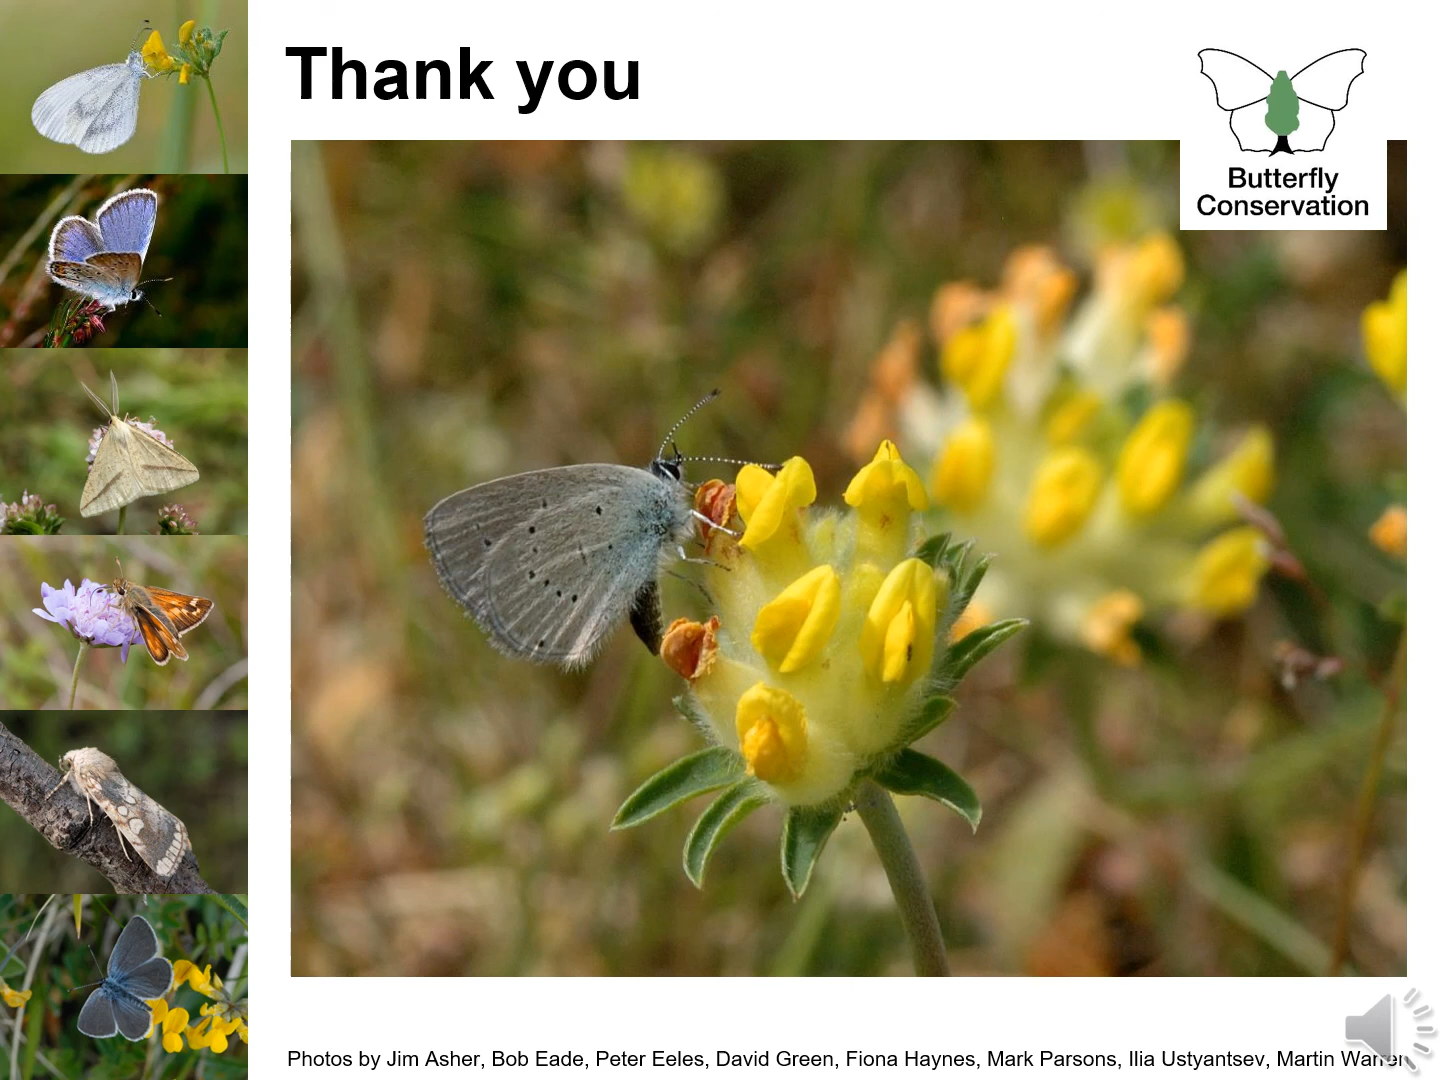 Thank you
Butterfly
Conservation
Photos by Jim Asher, Bob Eade, Peter Eeles, David Green, Fiona Haynes, Mark Parsons, Ilia Ustyantsev, Martin Warren